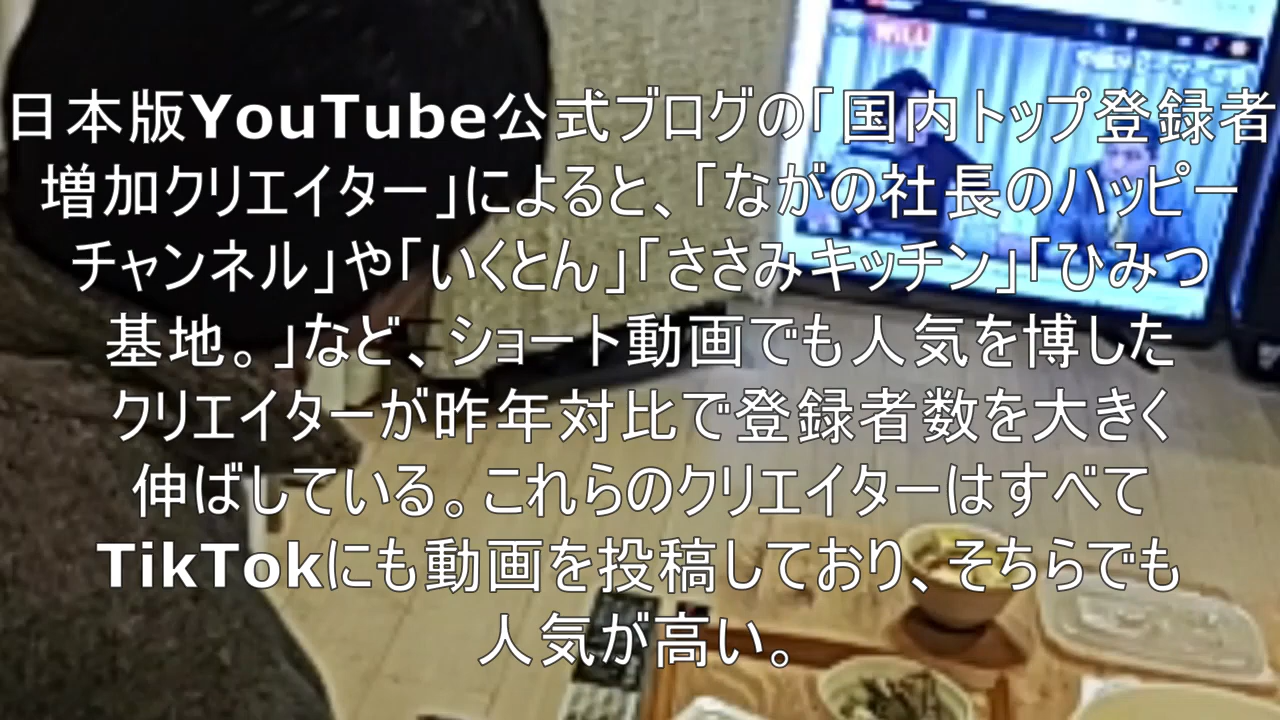 日本版YouTube公式ブログの「国内トップ登録者
増加クリエイター」によると、「ながの社長のハッピー
チャンネル」や「いくとん」「ささみキッチン」「ひみつ
基地。」など、ショート動画でも人気を博した
クリエイターが昨年対比で登録者数を大きく
伸ばしている。これらのクリエイターはすべて
TikTokにも動画を投稿しており、そちらでも
人気が高い。